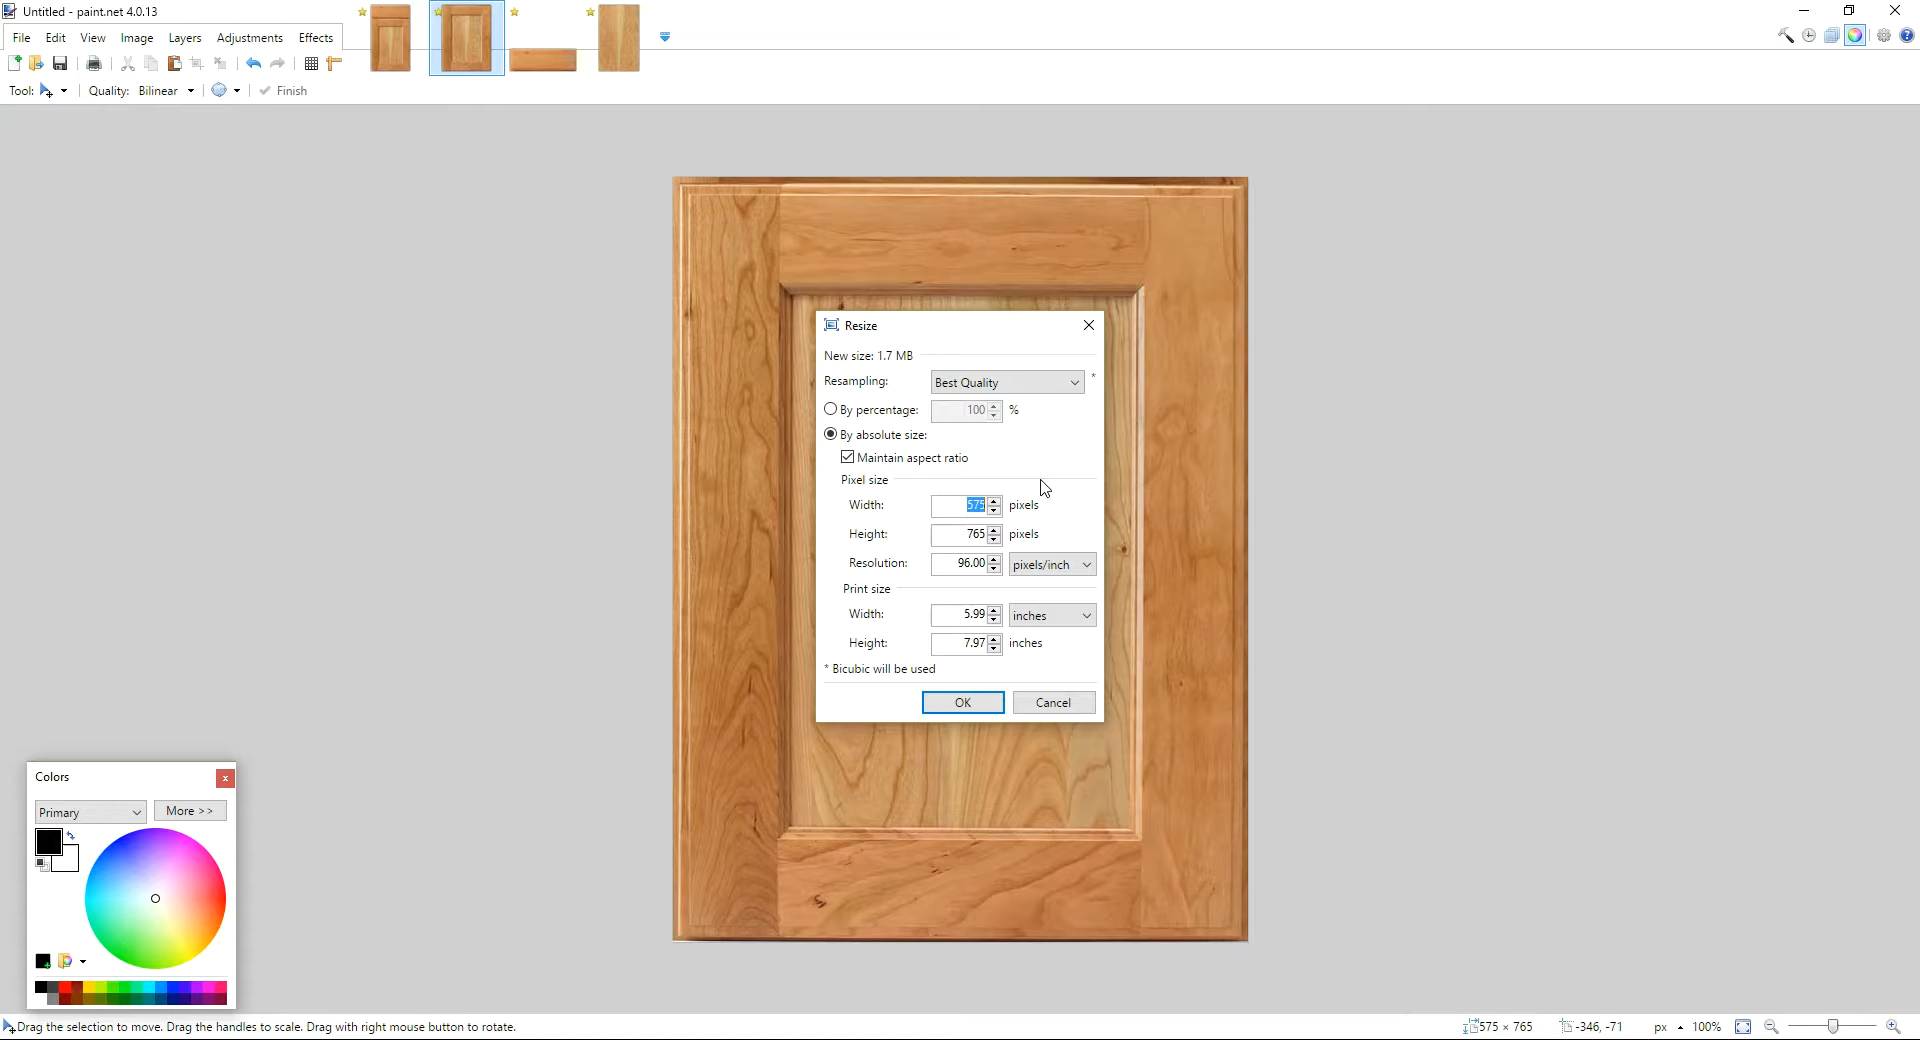 Untitled - paint.net 4.0.13
File Edit View Image Layers Adjustments Effects
Tool: Quality: Bilinear Finish
Resize
New size: 1.7 MB
Resampling: Best Quality *
By percentage: 100 %
By absolute size:
Maintain aspect ratio
Pixel size
Width: 575 pixels
Height: 765 pixels
Resolution: 96.00 pixels/inch
Print size
Width: 5.99 inches
Height: 7.97 inches
* Bicubic will be used
OK Cancel
Colors x
Primary More >>
Drag the selection to move. Drag the handles to scale. Drag with right mouse button to rotate. 575 × 765 -346, -71 px 100%